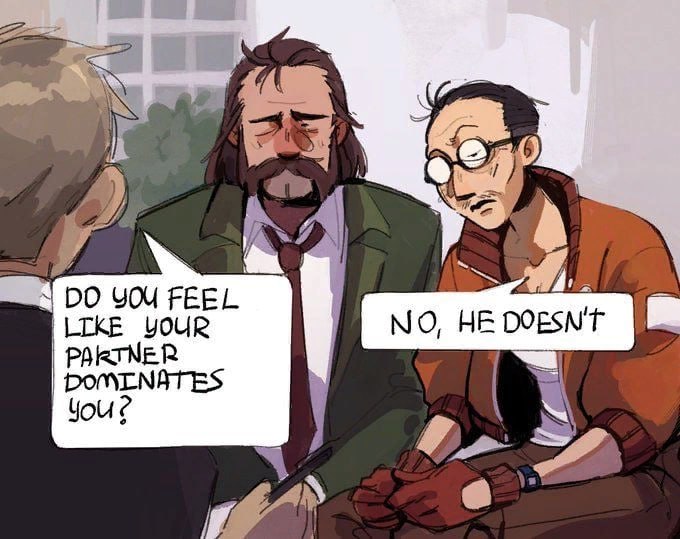 DO YOU FEEL
LIKE YOUR
PARTNER
DOMINATES
YOU?
NO, HE DOESN'T